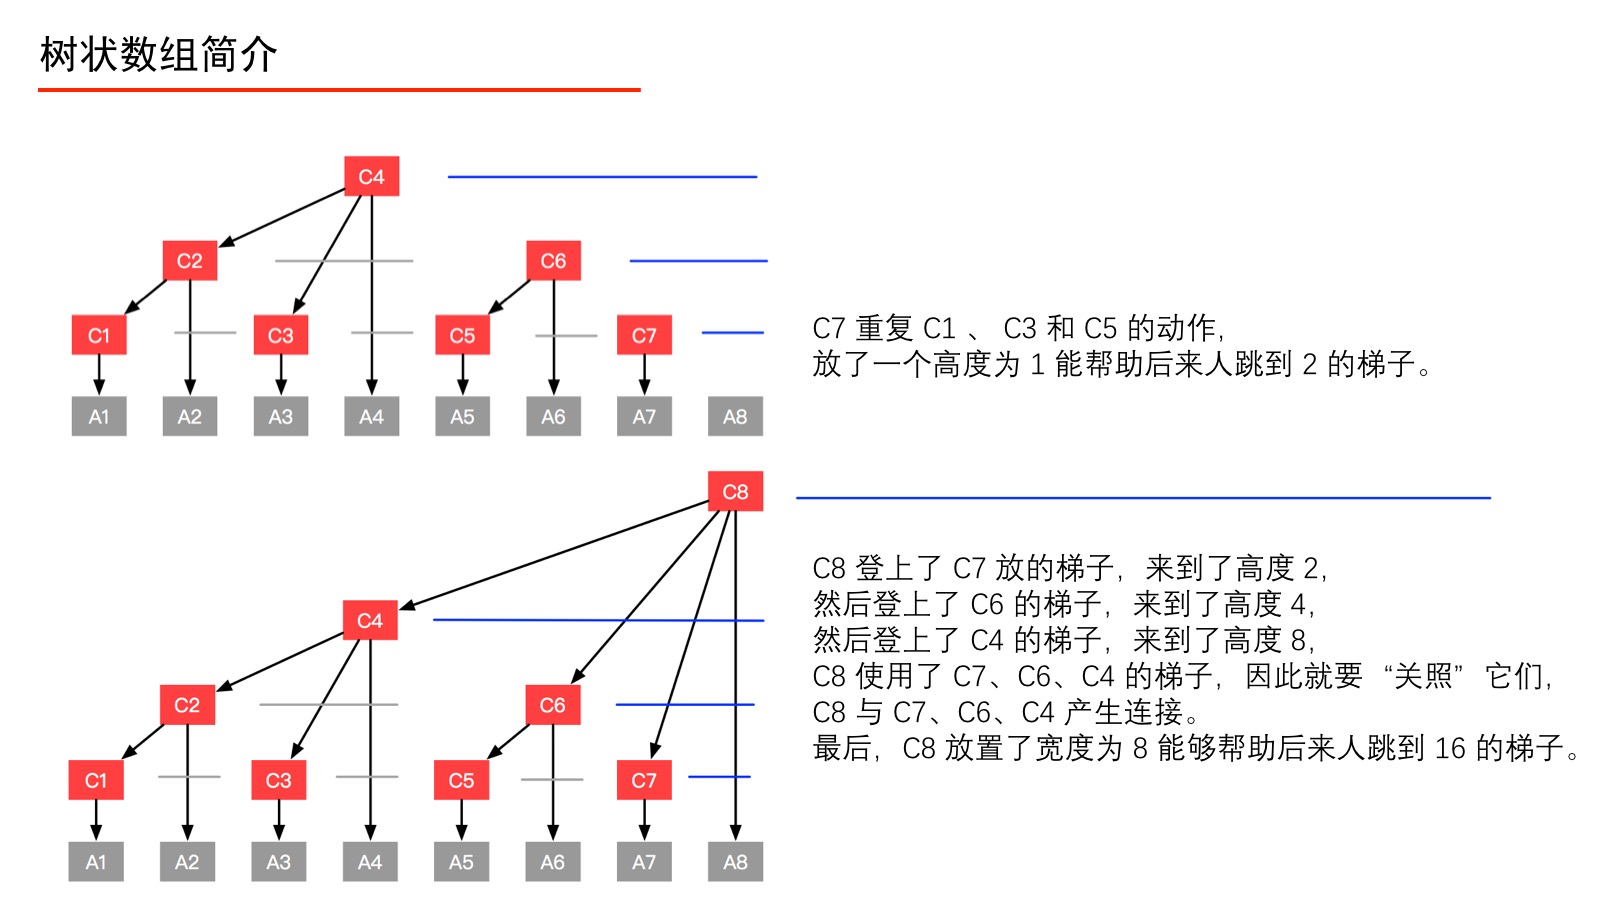 树状数组简介
C4
C2 C6
C1 C3 C5 C7
A1 A2 A3 A4 A5 A6 A7 A8
C7 重复 C1 、 C3 和 C5 的动作,
放了一个高度为 1 能帮助后来人跳到 2 的梯子。
C8
C4
C2 C6
C1 C3 C5 C7
A1 A2 A3 A4 A5 A6 A7 A8
C8 登上了 C7 放的梯子, 来到了高度 2,
然后登上了 C6 的梯子, 来到了高度 4,
然后登上了 C4 的梯子, 来到了高度 8,
C8 使用了 C7、C6、C4 的梯子, 因此就要 “关照” 它们,
C8 与 C7、C6、C4 产生连接。
最后, C8 放置了宽度为 8 能够帮助后来人跳到 16 的梯子。